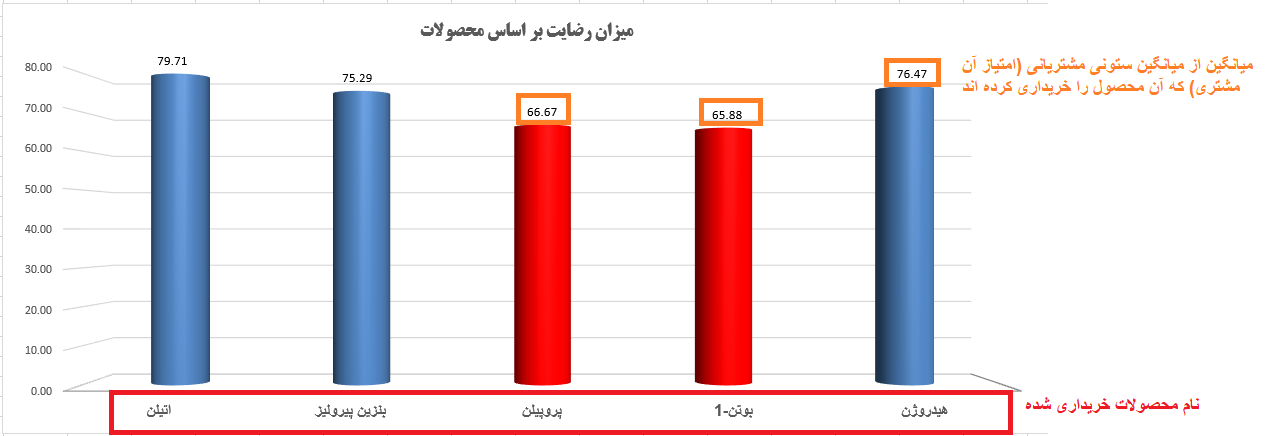 میزان رضایت بر اساس محصولات
80.00
70.00
60.00
50.00
40.00
30.00
20.00
10.00
0.00
79.71
75.29
66.67
65.88
76.47
میانگین از میانگین ستونی مشتریانی (امتیاز آن
مشتری) که آن محصول را خریداری کرده اند
اتیلن
بنزین پیرولیز
پروپیلن
بوتن-1
هیدروژن
نام محصولات خریداری شده